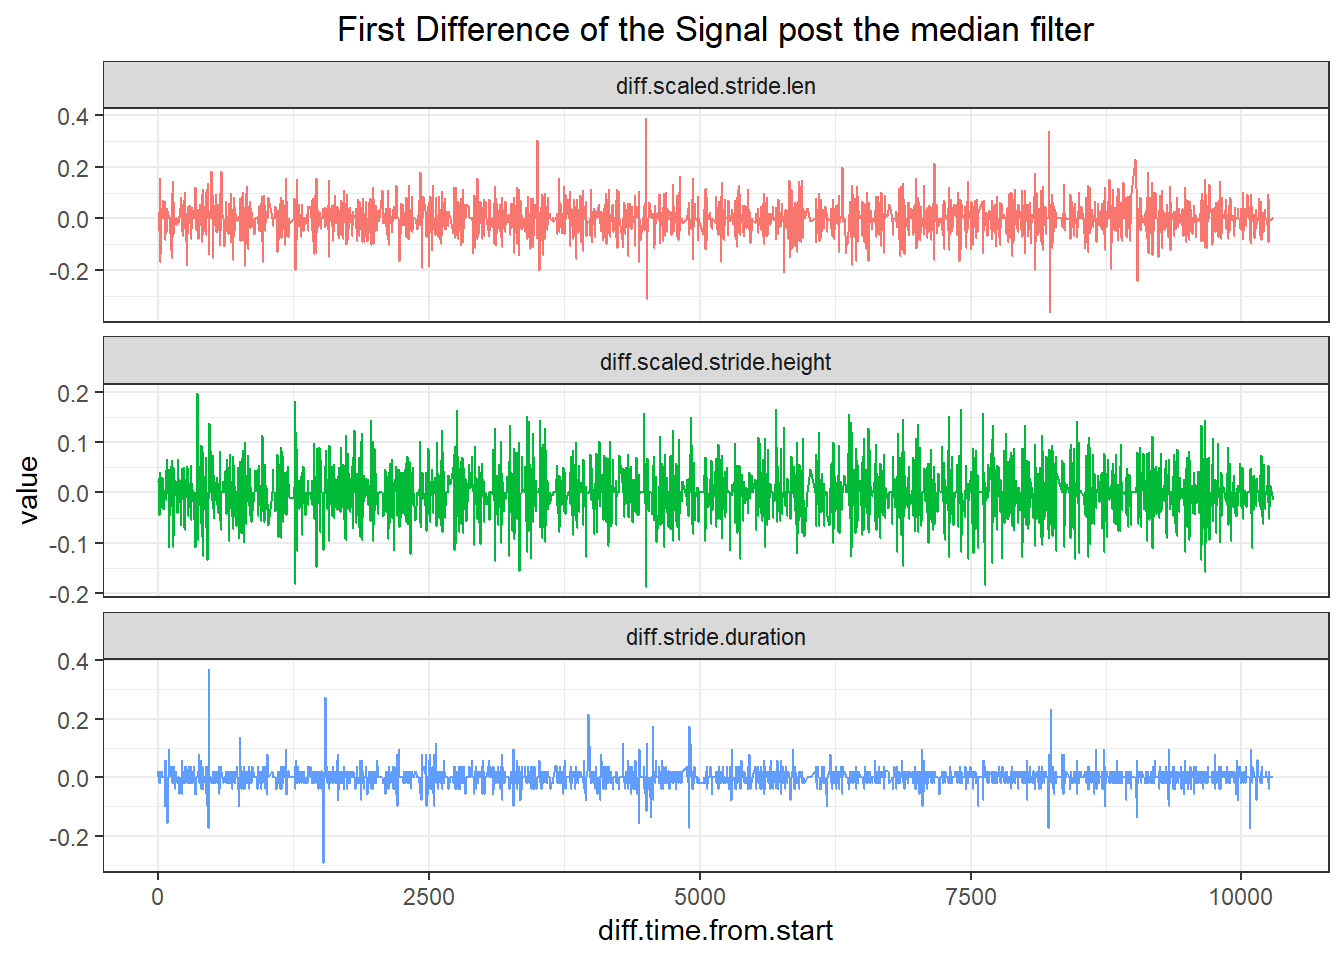 First Difference of the Signal post the median filter
diff.scaled.stride.len
0.4
0.2
0.0
-0.2
diff.scaled.stride.height
0.2
0.1
0.0
-0.1
-0.2
diff.stride.duration
0.4
0.2
0.0
-0.2
value
0 2500 5000 7500 10000
diff.time.from.start